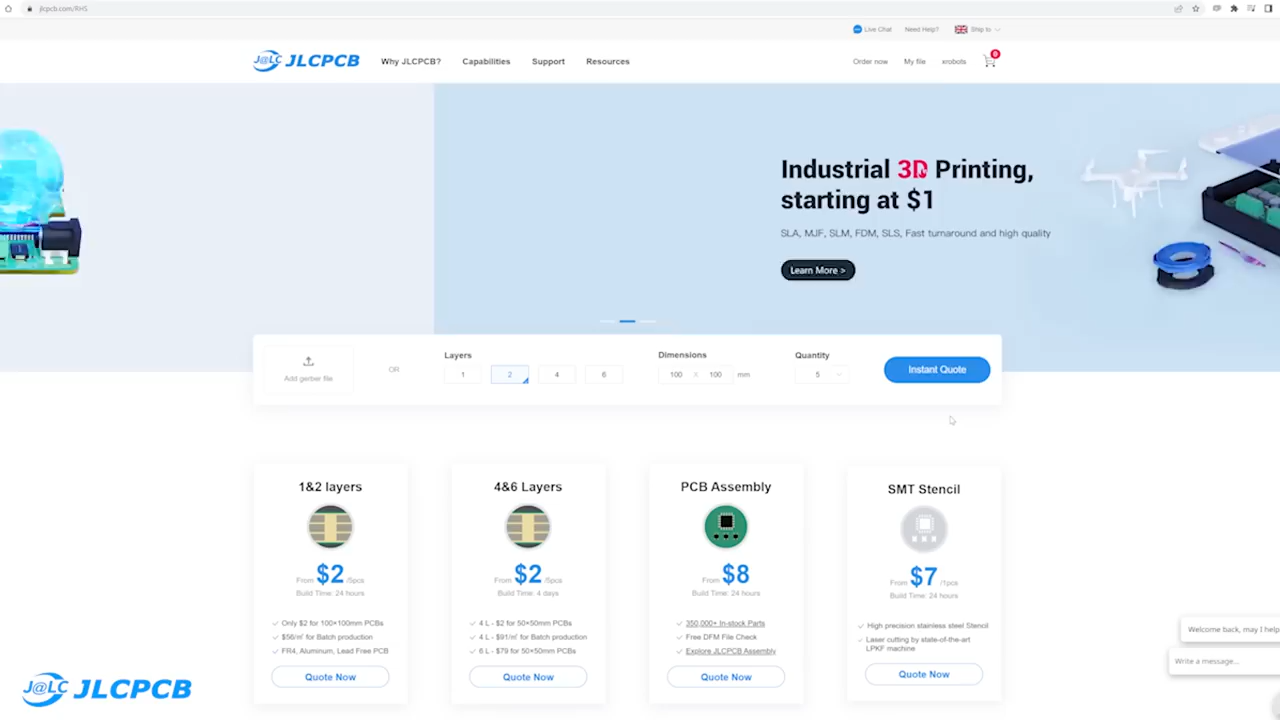 jlcpcb.com/RHS
Live Chat Need Help? Ship to
J@LC JLCPCB Why JLCPCB? Capabilities Support Resources Order now My file xrobots 0
Industrial 3D Printing,
starting at $1
SLA, MJF, SLM, FDM, SLS, Fast turnaround and high quality
Learn More >
Add gerber file
OR
Layers
1 2 4 6
Dimensions
100 X 100 mm
Quantity
5
Instant Quote
1&2 layers
From $2 /5pcs
Build Time: 24 hours
Only $2 for 100×100mm PCBs
$56/㎡ for Batch production
FR4, Aluminum, Lead Free PCB
Quote Now
4&6 Layers
From $2 /5pcs
Build Time: 4 days
4 L - $2 for 50×50mm PCBs
4 L - $91/㎡ for Batch production
6 L - $79 for 50×50mm PCBs
Quote Now
PCB Assembly
From $8
Build Time: 24 hours
350,000+ In-stock Parts
Free DFM File Check
Explore JLCPCB Assembly
Quote Now
SMT Stencil
From $7 /1pcs
Build Time: 24 hours
High precision stainless steel Stencil
Laser cutting by state-of-the-art
LPKF machine
Quote Now
Welcome back, may I help
Write a message...
J@LC JLCPCB